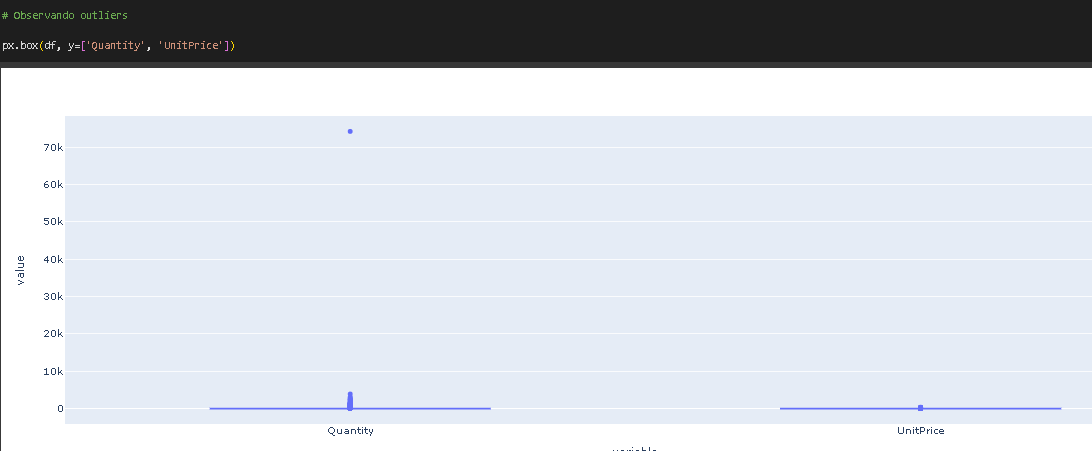 # Observando outliers
px.box(df, y=['Quantity', 'UnitPrice'])
70k
60k
50k
value
40k
30k
20k
10k
0
Quantity
UnitPrice
variable